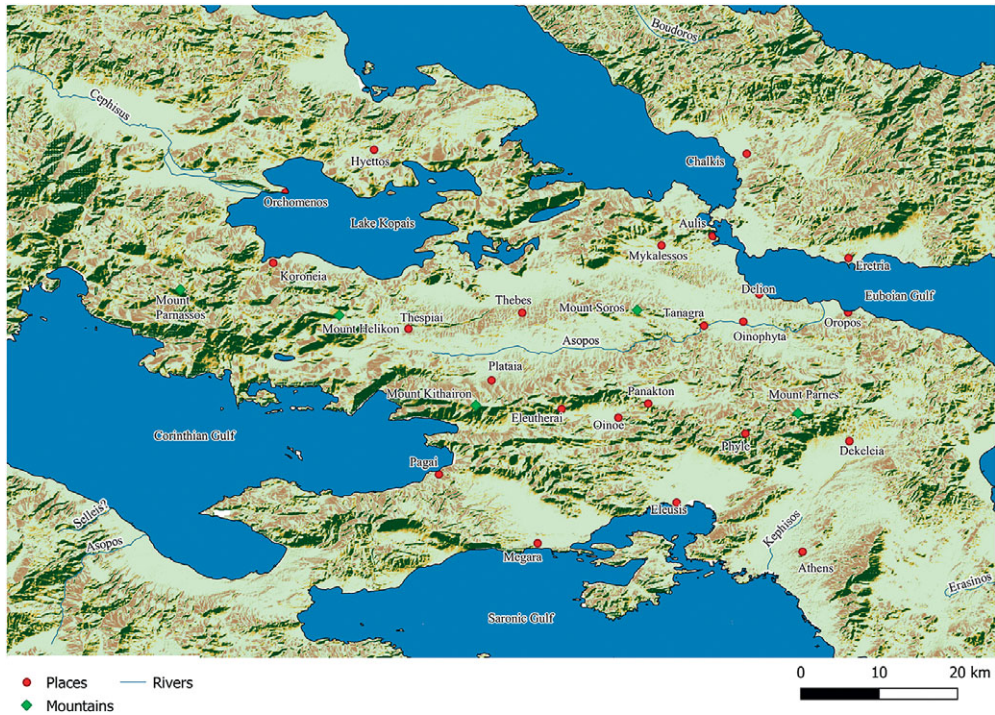 Boudoros
Cephisus
Hyettos
Chalkis
Orchomenos
Lake Kopais
Aulis
Mykalessos
Koroneia
Eretria
Mount
Parnassos
Delion
Euboian Gulf
Thebes
Mount Soros
Thespiai
Tanagra
Mount Helikon
Oropos
Oinophyta
Asopos
Plataia
Mount Kithairon
Panakton
Mount Parnes
Eleutherai
Oinoe
Corinthian Gulf
Phyle
Dekeleia
Pagai
Selleis?
Eleusis
Kephisos
Asopos
Megara
Athens
Erasinos
Saronic Gulf
Places
Rivers
Mountains
0 10 20 km